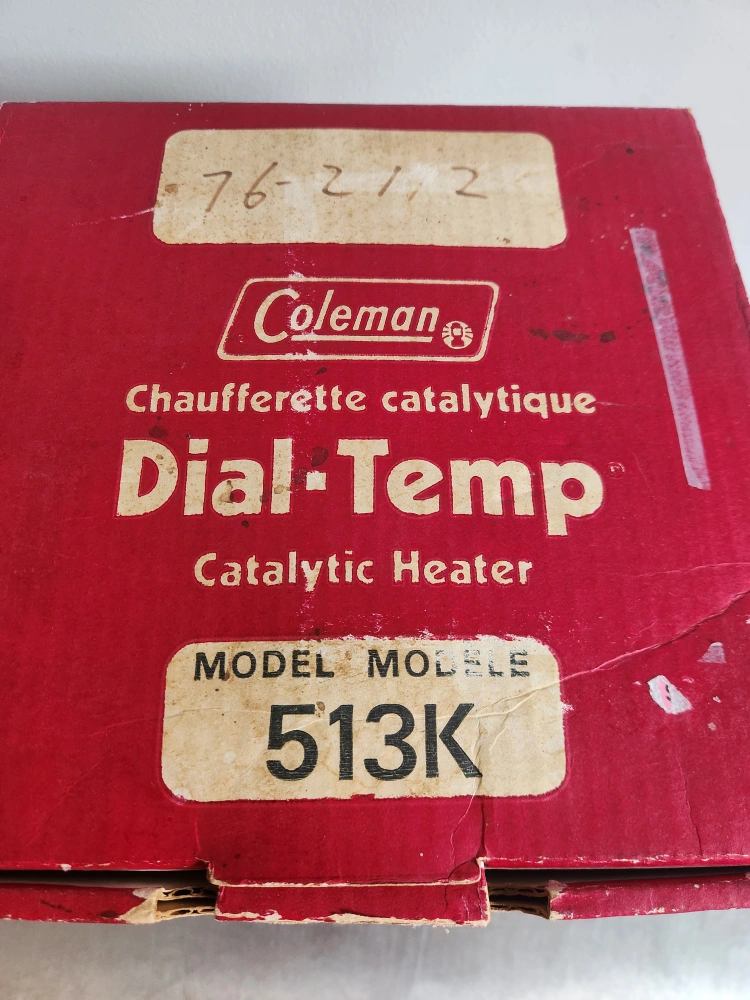 76-21,2
Coleman
Chaufferette catalytique
Dial-Temp
Catalytic Heater
MODEL MODELE
513K